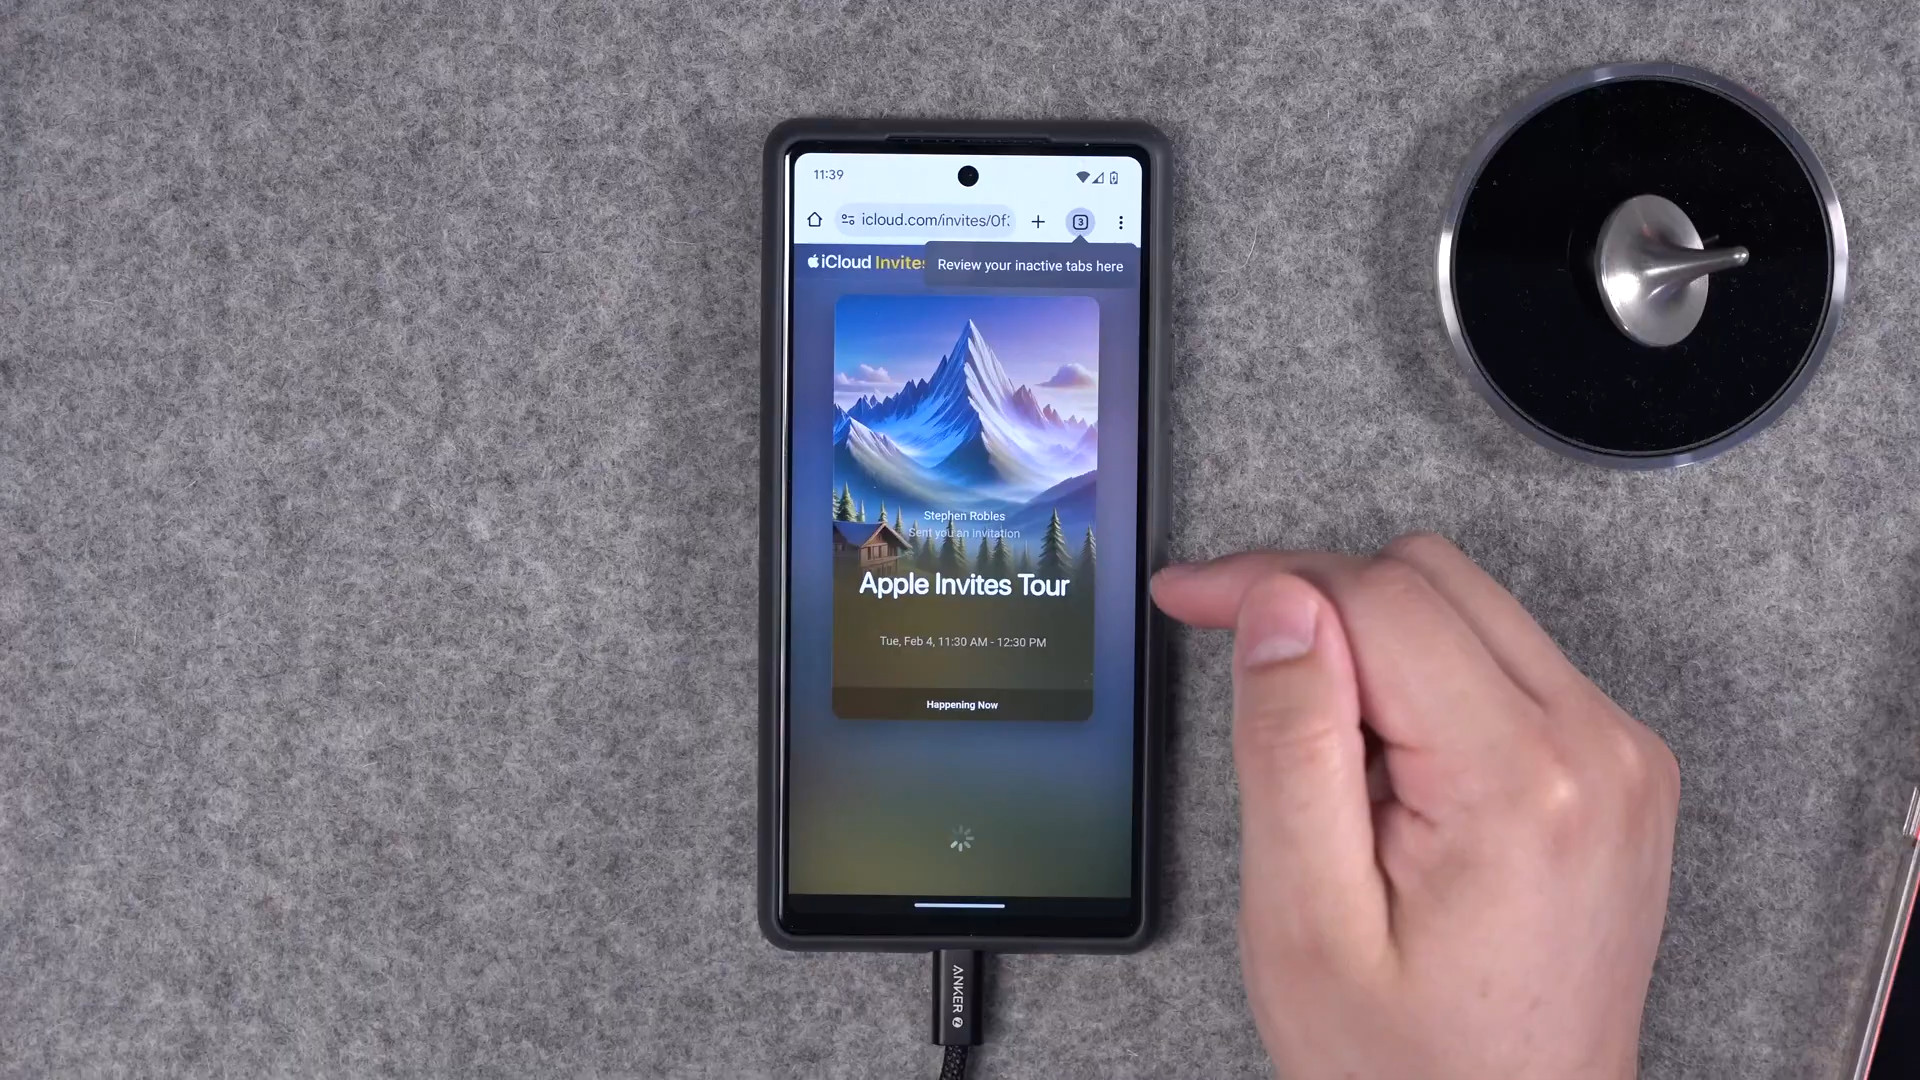 11:39
icloud.com/invites/0f
3
iCloud Invites
Review your inactive tabs here
Stephen Robles
Sent you an invitation
Apple Invites Tour
Tue, Feb 4, 11:30 AM - 12:30 PM
Happening Now
ANKER